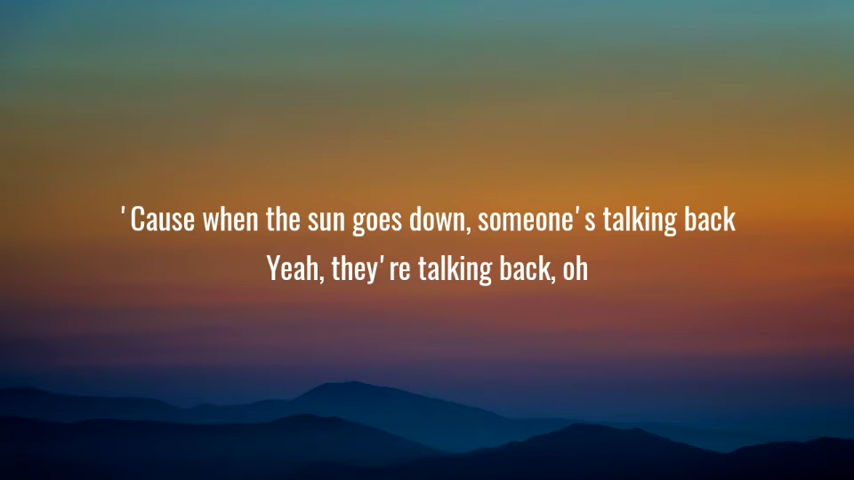 'Cause when the sun goes down, someone's talking back
Yeah, they're talking back, oh